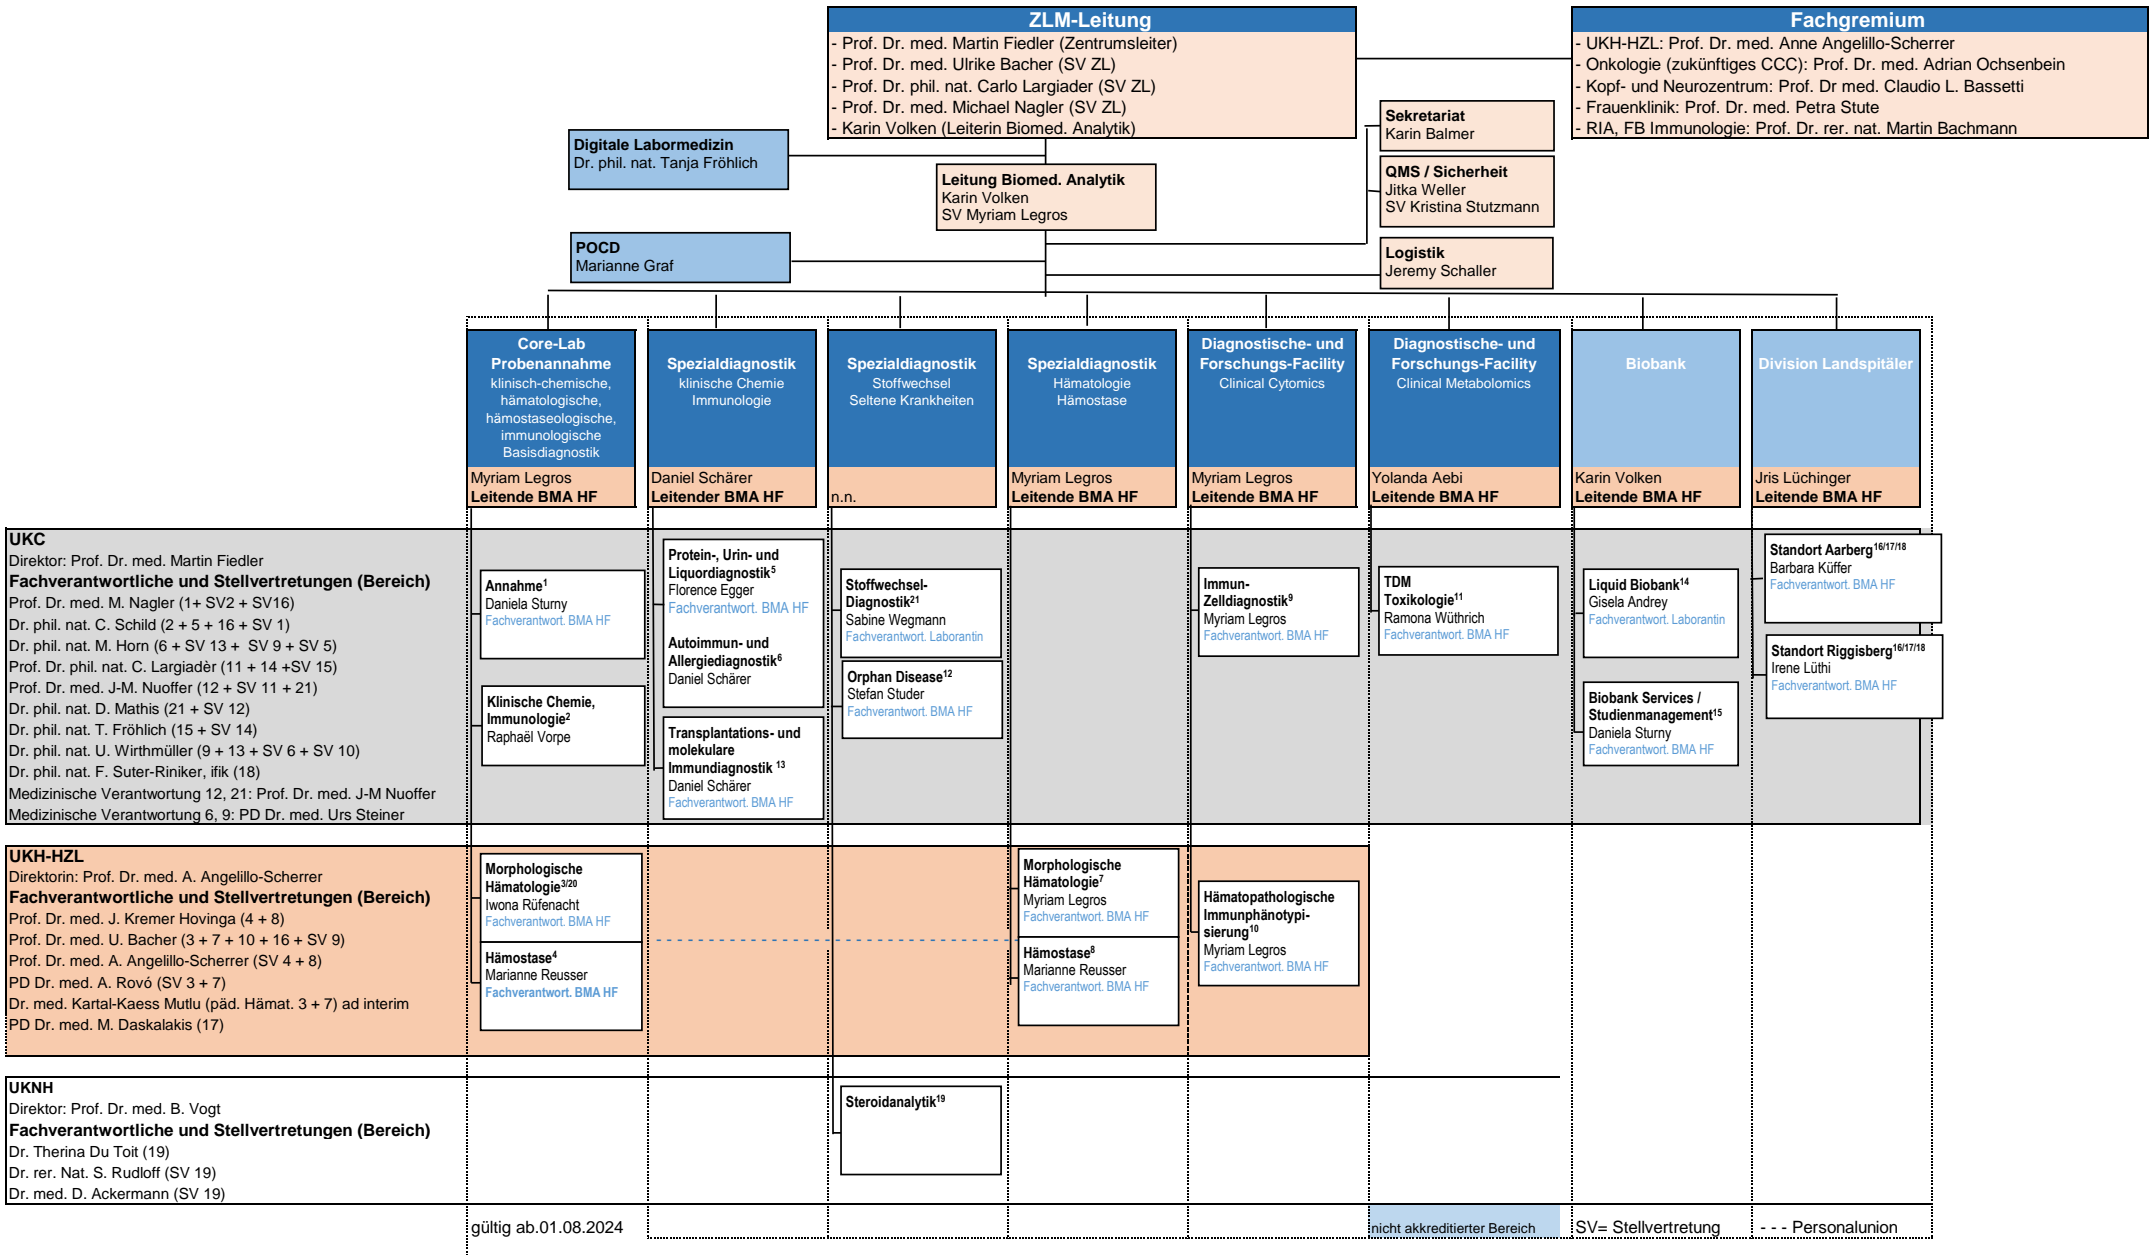 ZLM-Leitung
- Prof. Dr. med. Martin Fiedler (Zentrumsleiter)
- Prof. Dr. med. Ulrike Bacher (SV ZL)
- Prof. Dr. phil. nat. Carlo Largiader (SV ZL)
- Prof. Dr. med. Michael Nagler (SV ZL)
- Karin Volken (Leiterin Biomed. Analytik)
Fachgremium
- UKH-HZL: Prof. Dr. med. Anne Angelillo-Scherrer
- Onkologie (zukünftiges CCC): Prof. Dr. med. Adrian Ochsenbein
- Kopf- und Neurozentrum: Prof. Dr med. Claudio L. Bassetti
- Frauenklinik: Prof. Dr. med. Petra Stute
- RIA, FB Immunologie: Prof. Dr. rer. nat. Martin Bachmann
Digitale Labormedizin
Dr. phil. nat. Tanja Fröhlich
Sekretariat
Karin Balmer
Leitung Biomed. Analytik
Karin Volken
SV Myriam Legros
QMS / Sicherheit
Jitka Weller
SV Kristina Stutzmann
POCD
Marianne Graf
Logistik
Jeremy Schaller
Core-Lab
Probenannahme
klinisch-chemische,
hämatologische,
hämostaseologische,
immunologische
Basisdiagnostik
Myriam Legros
Leitende BMA HF
Spezialdiagnostik
klinische Chemie
Immunologie
Daniel Schärer
Leitender BMA HF
Spezialdiagnostik
Stoffwechsel
Seltene Krankheiten
n.n.
Spezialdiagnostik
Hämatologie
Hämostase
Myriam Legros
Leitende BMA HF
Diagnostische- und
Forschungs-Facility
Clinical Cytomics
Myriam Legros
Leitende BMA HF
Diagnostische- und
Forschungs-Facility
Clinical Metabolomics
Yolanda Aebi
Leitende BMA HF
Biobank
Karin Volken
Leitende BMA HF
Division Landspitäler
Jris Lüchinger
Leitende BMA HF
UKC
Direktor: Prof. Dr. med. Martin Fiedler
Fachverantwortliche und Stellvertretungen (Bereich)
Prof. Dr. med. M. Nagler (1+ SV2 + SV16)
Dr. phil. nat. C. Schild (2 + 5 + 16 + SV 1)
Dr. phil. nat. M. Horn (6 + SV 13 + SV 9 + SV 5)
Prof. Dr. phil. nat. C. Largiadèr (11 + 14 +SV 15)
Prof. Dr. med. J-M. Nuoffer (12 + SV 11 + 21)
Dr. phil. nat. D. Mathis (21 + SV 12)
Dr. phil. nat. T. Fröhlich (15 + SV 14)
Dr. phil. nat. U. Wirthmüller (9 + 13 + SV 6 + SV 10)
Dr. phil. nat. F. Suter-Riniker, ifik (18)
Medizinische Verantwortung 12, 21: Prof. Dr. med. J-M Nuoffer
Medizinische Verantwortung 6, 9: PD Dr. med. Urs Steiner
Annahme1
Daniela Sturny
Fachverantwort. BMA HF
Klinische Chemie,
Immunologie2
Raphaël Vorpe
Protein-, Urin- und
Liquordiagnostik5
Florence Egger
Fachverantwort. BMA HF
Autoimmun- und
Allergiediagnostik6
Daniel Schärer
Transplantations- und
molekulare
Immundiagnostik 13
Daniel Schärer
Fachverantwort. BMA HF
Stoffwechsel-
Diagnostik21
Sabine Wegmann
Fachverantwort. Laborantin
Orphan Disease12
Stefan Studer
Fachverantwort. BMA HF
Immun-
Zelldiagnostik9
Myriam Legros
Fachverantwort. BMA HF
TDM
Toxikologie11
Ramona Wüthrich
Fachverantwort. BMA HF
Liquid Biobank14
Gisela Andrey
Fachverantwort. Laborantin
Biobank Services /
Studienmanagement15
Daniela Sturny
Fachverantwort. BMA HF
Standort Aarberg16/17/18
Barbara Küffer
Fachverantwort. BMA HF
Standort Riggisberg16/17/18
Irene Lüthi
Fachverantwort. BMA HF
UKH-HZL
Direktorin: Prof. Dr. med. A. Angelillo-Scherrer
Fachverantwortliche und Stellvertretungen (Bereich)
Prof. Dr. med. J. Kremer Hovinga (4 + 8)
Prof. Dr. med. U. Bacher (3 + 7 + 10 + 16 + SV 9)
Prof. Dr. med. A. Angelillo-Scherrer (SV 4 + 8)
PD Dr. med. A. Rovó (SV 3 + 7)
Dr. med. Kartal-Kaess Mutlu (päd. Hämat. 3 + 7) ad interim
PD Dr. med. M. Daskalakis (17)
Morphologische
Hämatologie3/20
Iwona Rüfenacht
Fachverantwort. BMA HF
Hämostase4
Marianne Reusser
Fachverantwort. BMA HF
Morphologische
Hämatologie7
Myriam Legros
Fachverantwort. BMA HF
Hämostase8
Marianne Reusser
Fachverantwort. BMA HF
Hämatopathologische
Immunphänotypi-
sierung10
Myriam Legros
Fachverantwort. BMA HF
UKNH
Direktor: Prof. Dr. med. B. Vogt
Fachverantwortliche und Stellvertretungen (Bereich)
Dr. Therina Du Toit (19)
Dr. rer. Nat. S. Rudloff (SV 19)
Dr. med. D. Ackermann (SV 19)
Steroidanalytik19
gültig ab.01.08.2024
nicht akkreditierter Bereich
SV= Stellvertretung
- - - Personalunion